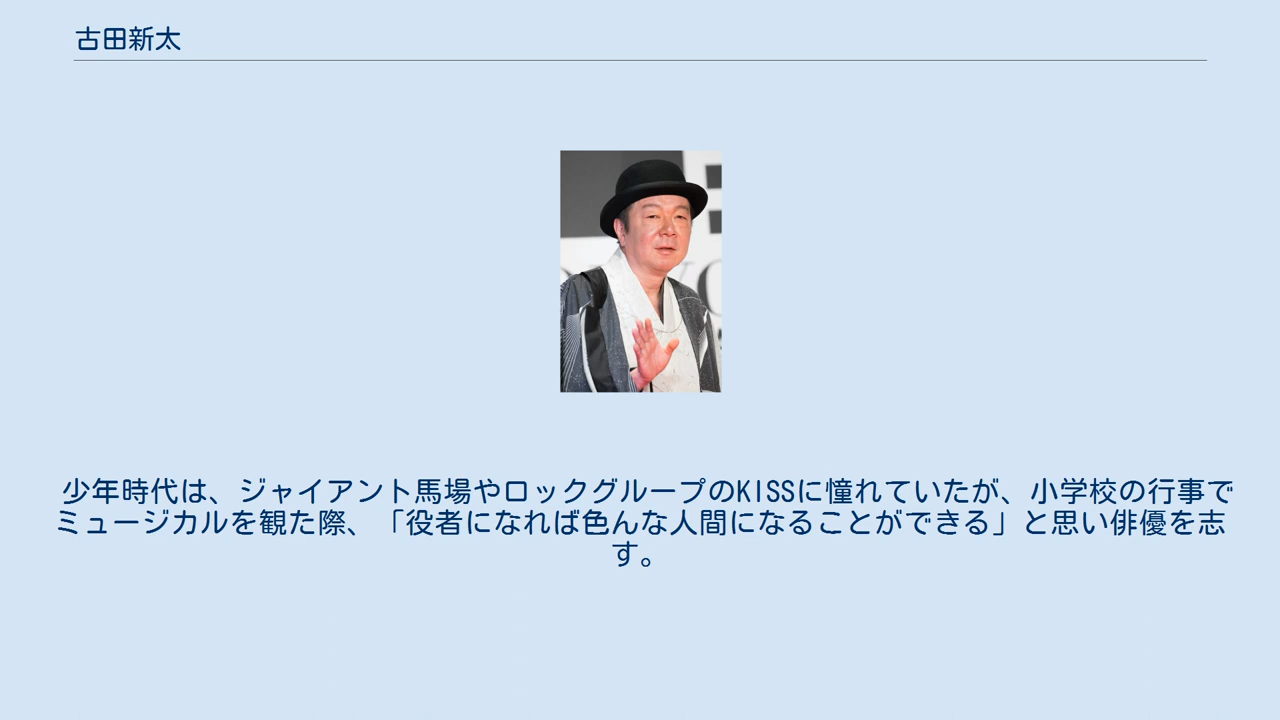 古田新太
少年時代は、ジャイアント馬場やロックグループのKISSに憧れていたが、小学校の行事で
ミュージカルを観た際、「役者になれば色んな人間になることができる」と思い俳優を志
す。